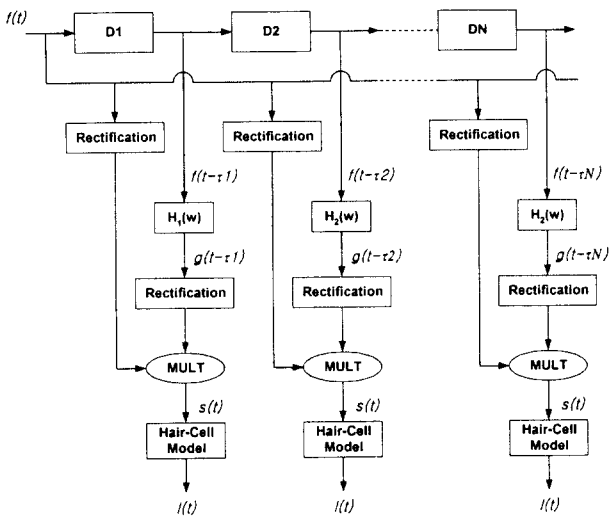 f(t)
D1
D2
DN
Rectification
Rectification
Rectification
f(t-τ1)
f(t-τ2)
f(t-τN)
H₁(w)
H₂(w)
H₂(w)
g(t-τ1)
g(t-τ2)
g(t-τN)
Rectification
Rectification
Rectification
MULT
MULT
MULT
s(t)
s(t)
s(t)
Hair-Cell
Model
Hair-Cell
Model
Hair-Cell
Model
l(t)
l(t)
l(t)